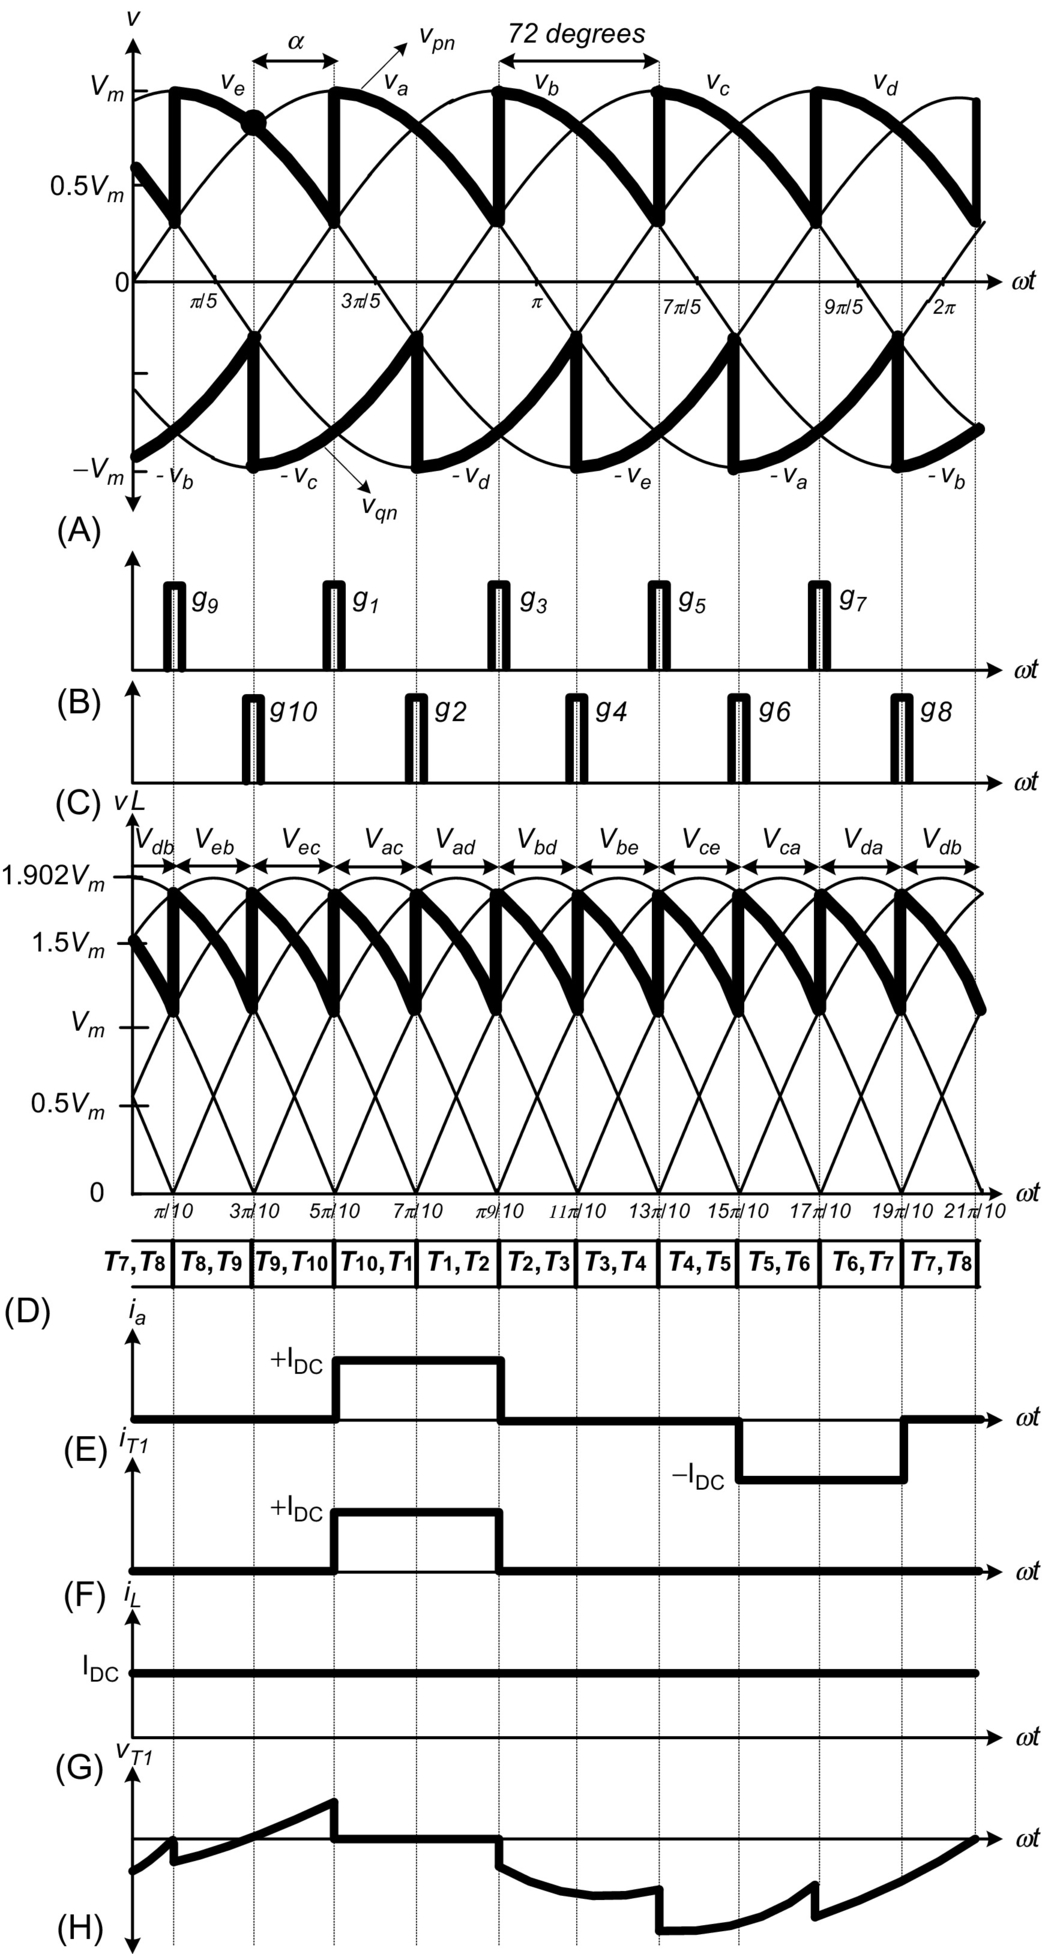 v
α
v_pn
72 degrees
V_m
v_e
v_a
v_b
v_c
v_d
0.5V_m
0
π/5
3π/5
π
7π/5
9π/5
2π
ωt
−V_m
-v_b
-v_c
-v_d
-v_e
-v_a
-v_b
v_qn
(A)
g_9
g_1
g_3
g_5
g_7
ωt
(B)
g10
g2
g4
g6
g8
ωt
(C)
vL
V_db
V_eb
V_ec
V_ac
V_ad
V_bd
V_be
V_ce
V_ca
V_da
V_db
1.902V_m
1.5V_m
V_m
0.5V_m
0
ωt
π/10
3π/10
5π/10
7π/10
π9/10
11π/10
13π/10
15π/10
17π/10
19π/10
21π/10
T7,T8
T8,T9
T9,T10
T10,T1
T1,T2
T2,T3
T3,T4
T4,T5
T5,T6
T6,T7
T7,T8
(D)
i_a
+I_DC
ωt
−I_DC
(E)
i_T1
+I_DC
ωt
(F)
i_L
I_DC
ωt
(G)
v_T1
ωt
(H)